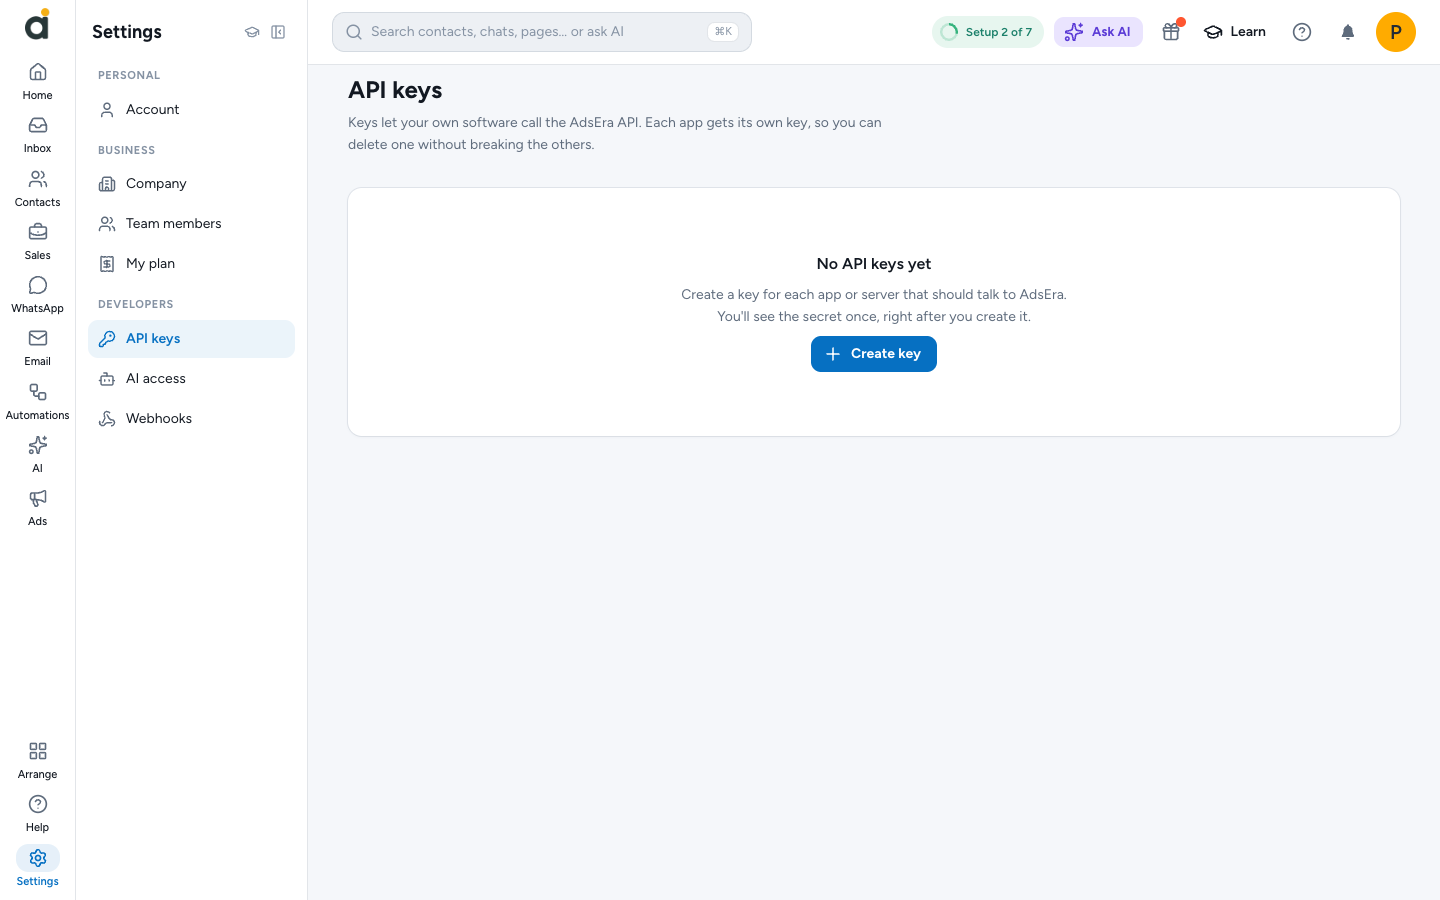 Home
Inbox
Contacts
Sales
WhatsApp
Email
Automations
AI
Ads
Arrange
Help
Settings
Settings
PERSONAL
Account
BUSINESS
Company
Team members
My plan
DEVELOPERS
API keys
AI access
Webhooks
Search contacts, chats, pages... or ask AI
⌘K
Setup 2 of 7
Ask AI
Learn
P
API keys
Keys let your own software call the AdsEra API. Each app gets its own key, so you can
delete one without breaking the others.
No API keys yet
Create a key for each app or server that should talk to AdsEra.
You'll see the secret once, right after you create it.
Create key